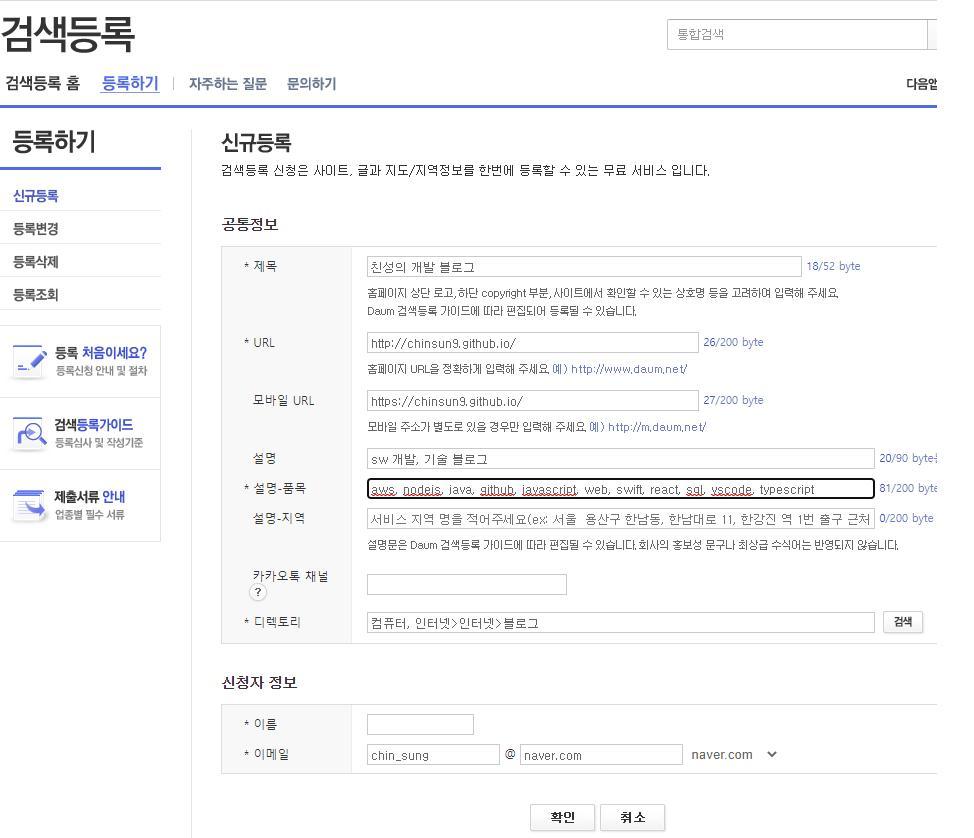 검색등록
통합검색
검색등록 홈 등록하기 자주하는 질문 문의하기
다음앱
등록하기
신규등록
등록변경
등록삭제
등록조회
등록 처음이세요?
등록신청 안내 및 절차
검색등록가이드
등록심사 및 작성기준
제출서류 안내
업종별 필수 서류
신규등록
검색등록 신청은 사이트, 글과 지도/지역정보를 한번에 등록할 수 있는 무료 서비스 입니다.
공통정보
* 제목 친성의 개발 블로그 18/52 byte
홈페이지 상단 로고, 하단 copyright 부분, 사이트에서 확인할 수 있는 상호명 등을 고려하여 입력해 주세요.
Daum 검색등록 가이드에 따라 편집되어 등록될 수 있습니다.
* URL http://chinsun9.github.io/ 26/200 byte
홈페이지 URL을 정확하게 입력해 주세요. 예) http://www.daum.net/
모바일 URL https://chinsun9.github.io/ 27/200 byte
모바일 주소가 별도로 있을 경우만 입력해 주세요. 예) http://m.daum.net/
설명 sw 개발, 기술 블로그 20/90 byte
* 설명-품목 aws, nodejs, java, github, javascript, web, swift, react, sql, vscode, typescript 81/200 byte
설명-지역 서비스 지역 명을 적어주세요(ex: 서울 용산구 한남동, 한남대로 11, 한강진 역 1번 출구 근처 0/200 byte
설명문은 Daum 검색등록 가이드에 따라 편집될 수 있습니다. 회사의 홍보성 문구나 최상급 수식어는 반영되지 않습니다.
카카오톡 채널
?
* 디렉토리 컴퓨터, 인터넷>인터넷>블로그 검색
신청자 정보
* 이름
* 이메일 chin_sung @ naver.com naver.com
확인 취소